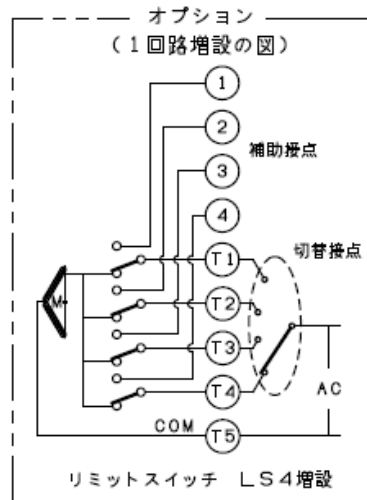 オプション
(1回路増設の図)
1
2
補助接点
3
4
切替接点
T1
T2
M
T3
T4
AC
COM
T5
リミットスイッチ LS4増設